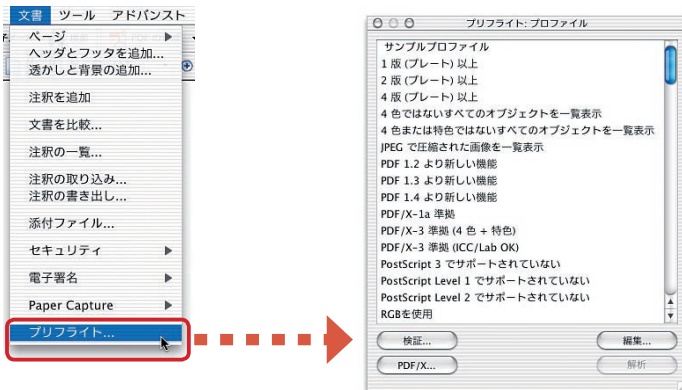 文書 ツール アドバンスト
ページ
ヘッダとフッタを追加...
透かしと背景の追加...
注釈を追加
文書を比較...
注釈の一覧...
注釈の取り込み...
注釈の書き出し...
添付ファイル...
セキュリティ
電子署名
Paper Capture
プリフライト...
プリフライト: プロファイル
サンプルプロファイル
1 版 (プレート) 以上
2 版 (プレート) 以上
4 版 (プレート) 以上
4 色ではないすべてのオブジェクトを一覧表示
4 色または特色ではないすべてのオブジェクトを一覧表示
JPEG で圧縮された画像を一覧表示
PDF 1.2 より新しい機能
PDF 1.3 より新しい機能
PDF 1.4 より新しい機能
PDF/X-1a 準拠
PDF/X-3 準拠 (4 色 + 特色)
PDF/X-3 準拠 (ICC/Lab OK)
PostScript 3 でサポートされていない
PostScript Level 1 でサポートされていない
PostScript Level 2 でサポートされていない
RGBを使用
検証... 編集...
PDF/X... 解析